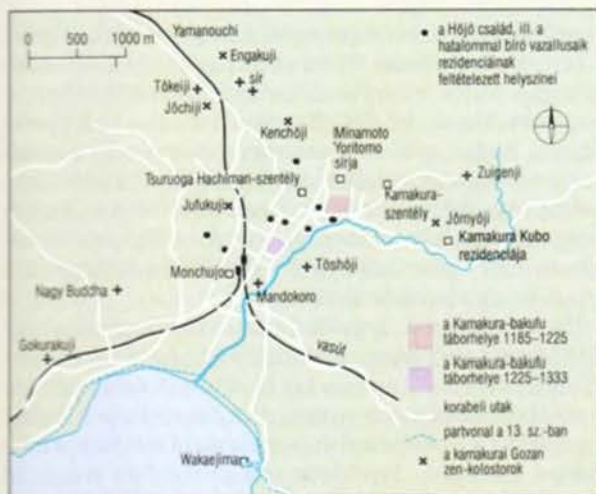 0 500 1000 m
Yamanouchi
Engakuji
sír
Tōkeiji
Jōchiji
Kenchōji
Minamoto
Yoritomo
sírja
Tsuruoga Hachiman-szentély
Zuigenji
Kamakura-
szentély
Jufukuji
Jōmyōji
Kamakura Kubo
rezidenciája
Monchujo
Tōshōji
Nagy Buddha
Mandokoro
Gokurakuji
vasút
Wakaejima
a Hōjō család, ill. a
hatalommal bíró vazallusaik
rezidenciáinak
feltételezett helyszínei
a Kamakura-bakufu
táborhelye 1185–1225
a Kamakura-bakufu
táborhelye 1225–1333
korabeli utak
partvonal a 13. sz.-ban
a kamakurai Gozan
zen-kolostorok